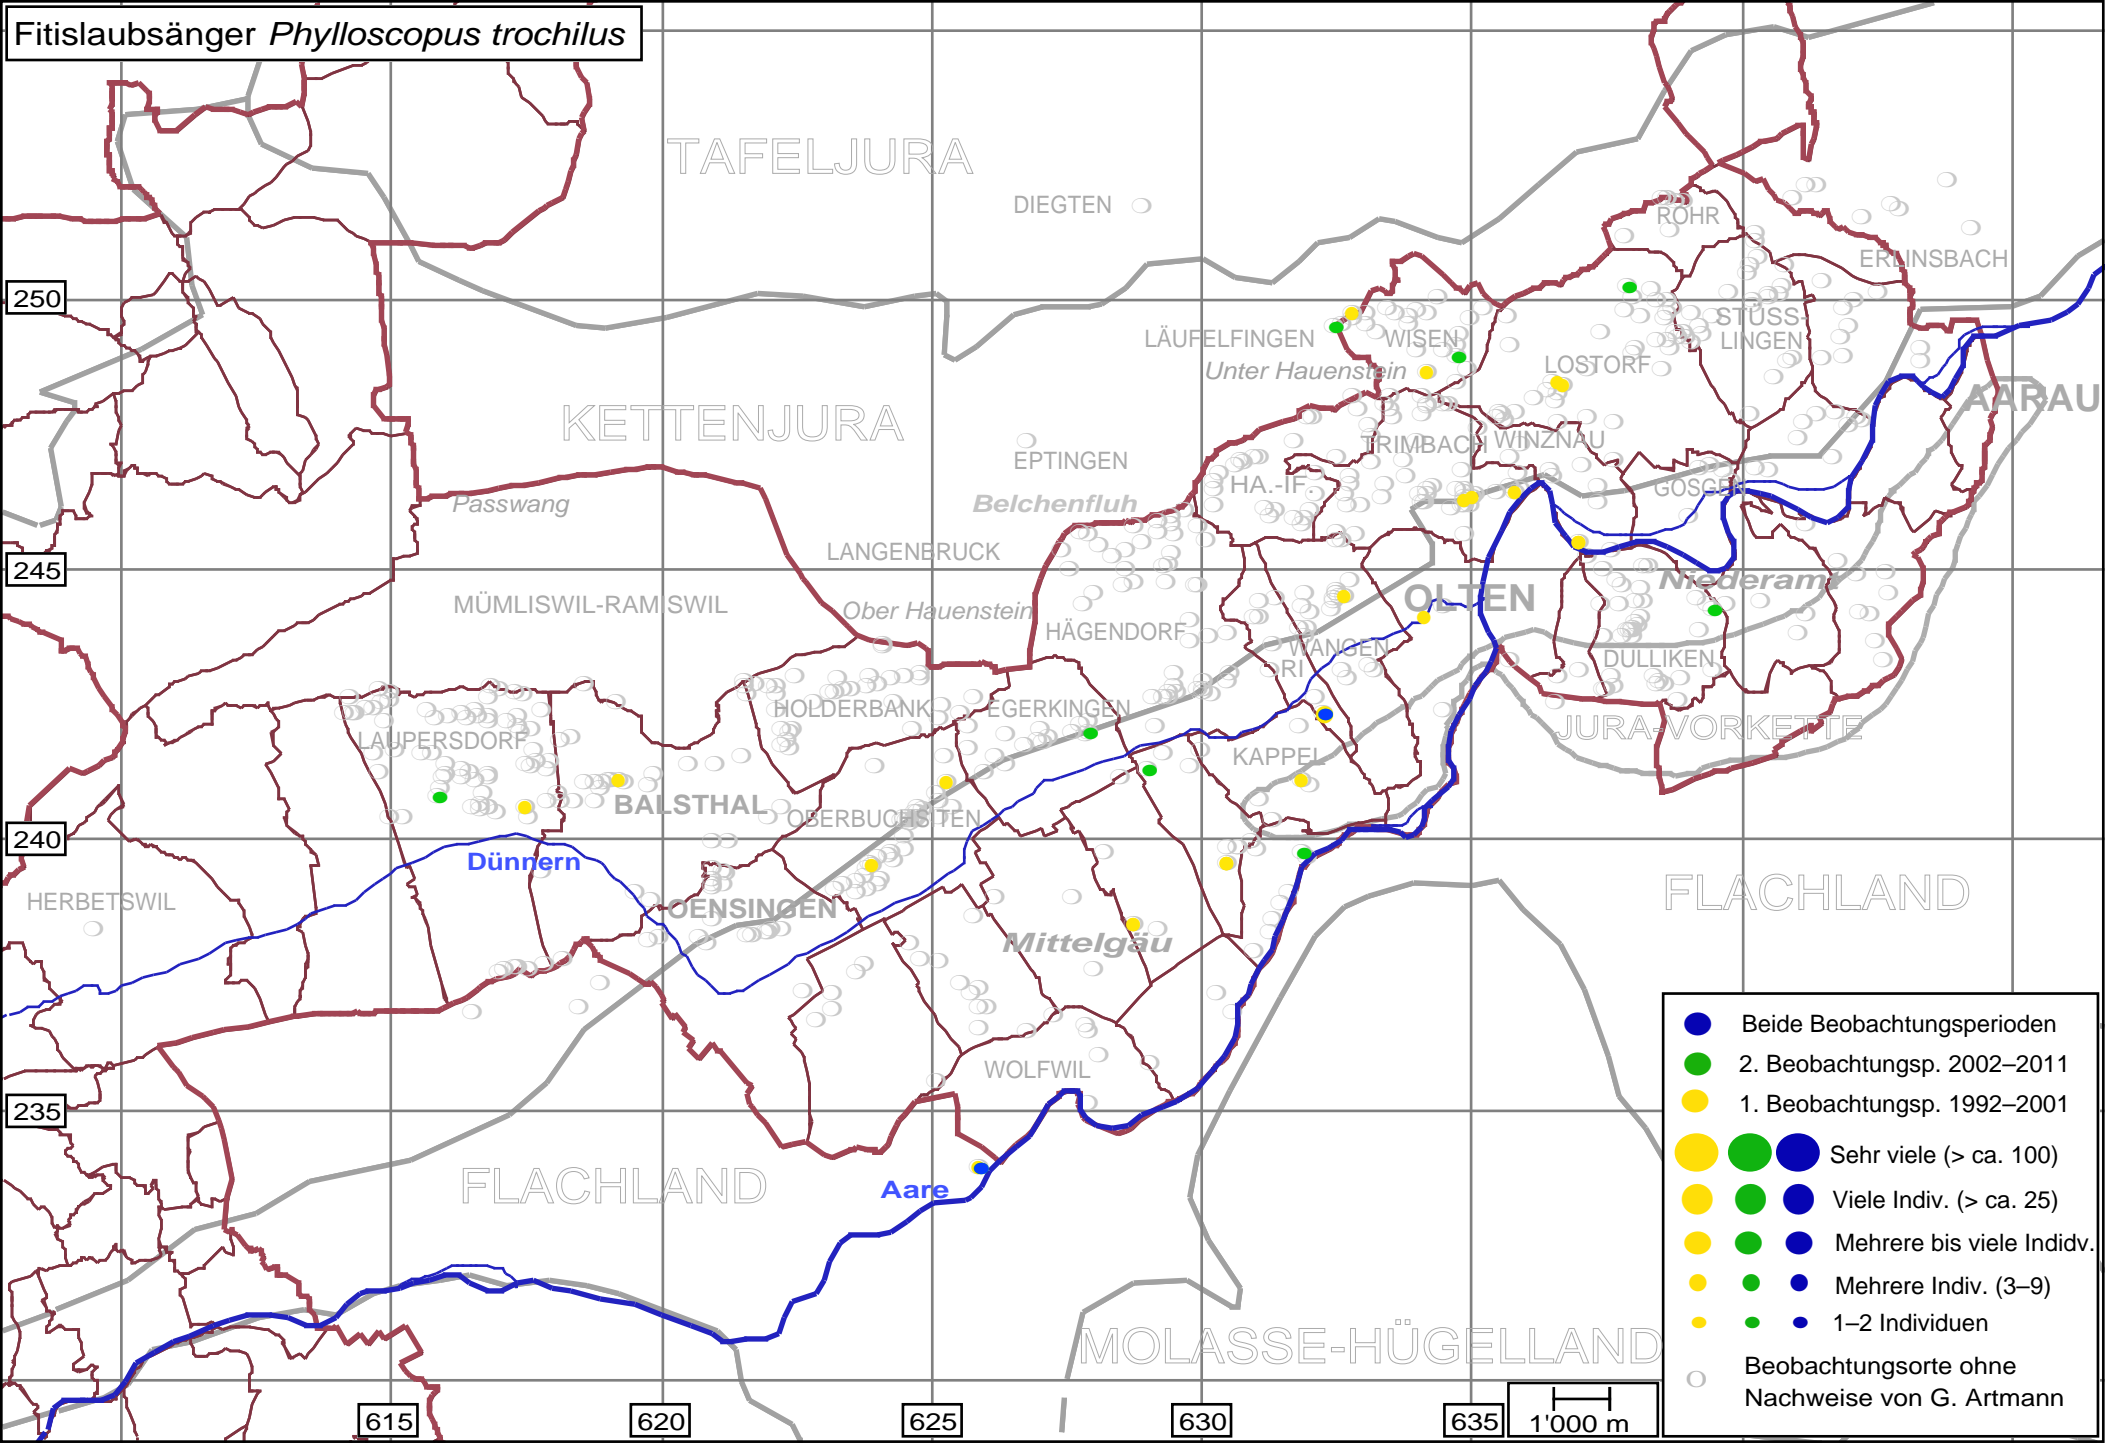 Fitislaubsänger Phylloscopus trochilus
TAFELJURA
DIEGTEN
ROHR
ERLINSBACH
250
STÜSS-
LINGEN
LÄUFELFINGEN
WISEN
Unter Hauenstein
LOSTORF
AARAU
KETTENJURA
EPTINGEN
TRIMBACH
WINZNAU
HA.-IF.
GÖSGEN
Passwang
Belchenfluh
LANGENBRUCK
245
Niederamt
MÜMLISWIL-RAMISWIL
Ober Hauenstein
OLTEN
HÄGENDORF
WANGEN
RI
DULLIKEN
HOLDERBANK
EGERKINGEN
JURA-VORKETTE
LAUPERSDORF
KAPPEL
BALSTHAL
OBERBUCHSITEN
240
Dünnern
HERBETSWIL
OENSINGEN
FLACHLAND
Mittelgäu
WOLFWIL
235
FLACHLAND
Aare
MOLASSE-HÜGELLAND
Beide Beobachtungsperioden
2. Beobachtungsp. 2002–2011
1. Beobachtungsp. 1992–2001
Sehr viele (> ca. 100)
Viele Indiv. (> ca. 25)
Mehrere bis viele Indidv.
Mehrere Indiv. (3–9)
1–2 Individuen
Beobachtungsorte ohne
Nachweise von G. Artmann
615
620
625
630
635
1'000 m